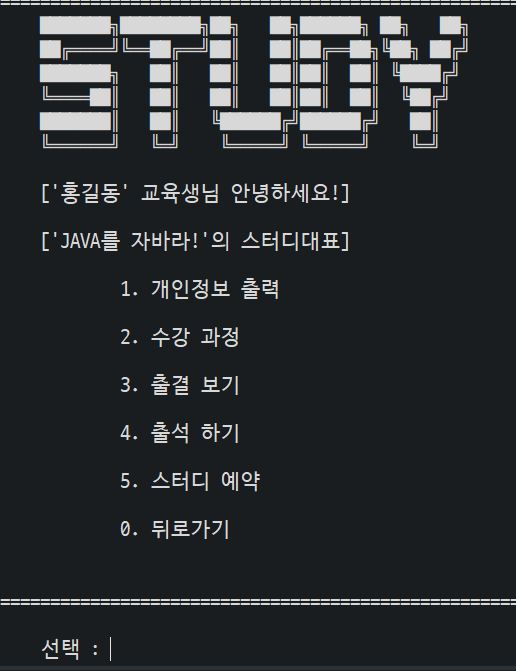 STUDY
['홍길동' 교육생님 안녕하세요!]
['JAVA를 자바라!'의 스터디대표]
1. 개인정보 출력
2. 수강 과정
3. 출결 보기
4. 출석 하기
5. 스터디 예약
0. 뒤로가기
선택 :